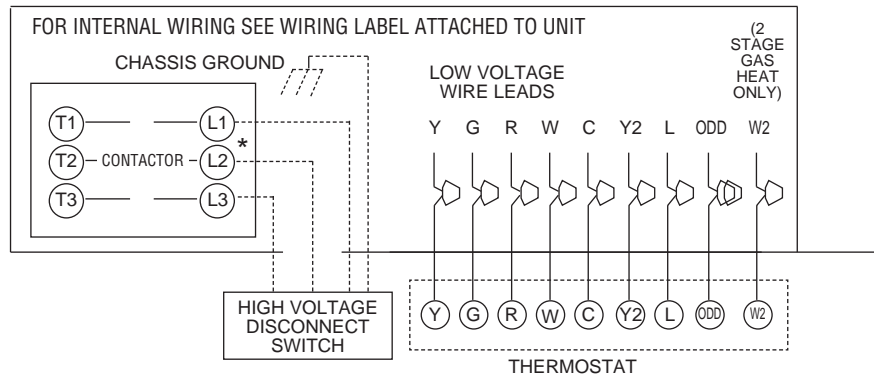 FOR INTERNAL WIRING SEE WIRING LABEL ATTACHED TO UNIT
(2
STAGE
GAS
HEAT
ONLY)
CHASSIS GROUND
LOW VOLTAGE
WIRE LEADS
Y G R W C Y2 L ODD W2
T1 L1
*
T2 CONTACTOR L2
T3 L3
HIGH VOLTAGE
DISCONNECT
SWITCH
Y G R W C Y2 L ODD W2
THERMOSTAT